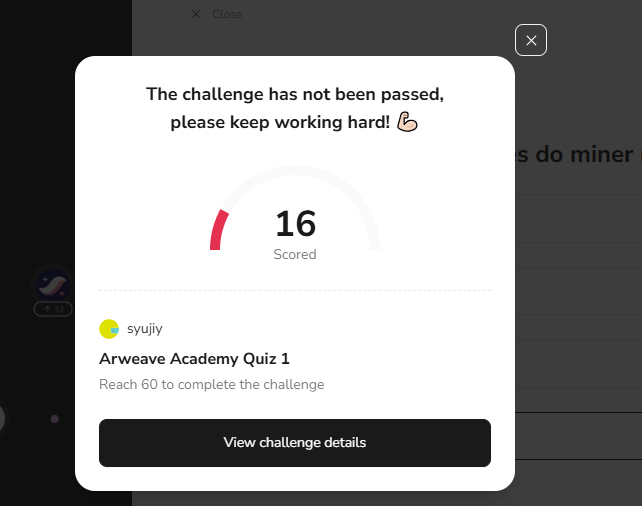 Close
The challenge has not been passed,
please keep working hard! 💪🏻
es do miner
16
Scored
32
syujiy
Arweave Academy Quiz 1
Reach 60 to complete the challenge
View challenge details